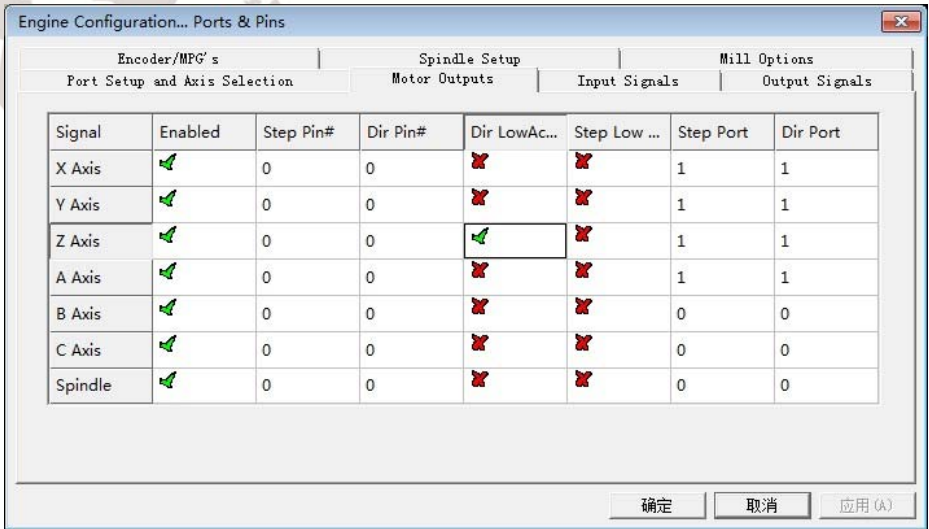 Engine Configuration... Ports & Pins
Encoder/MPG's Spindle Setup Mill Options
Port Setup and Axis Selection Motor Outputs Input Signals Output Signals
Signal Enabled Step Pin# Dir Pin# Dir LowAc... Step Low ... Step Port Dir Port
X Axis 0 0 1 1
Y Axis 0 0 1 1
Z Axis 0 0 1 1
A Axis 0 0 1 1
B Axis 0 0 0 0
C Axis 0 0 0 0
Spindle 0 0 0 0
确定 取消 应用(A)